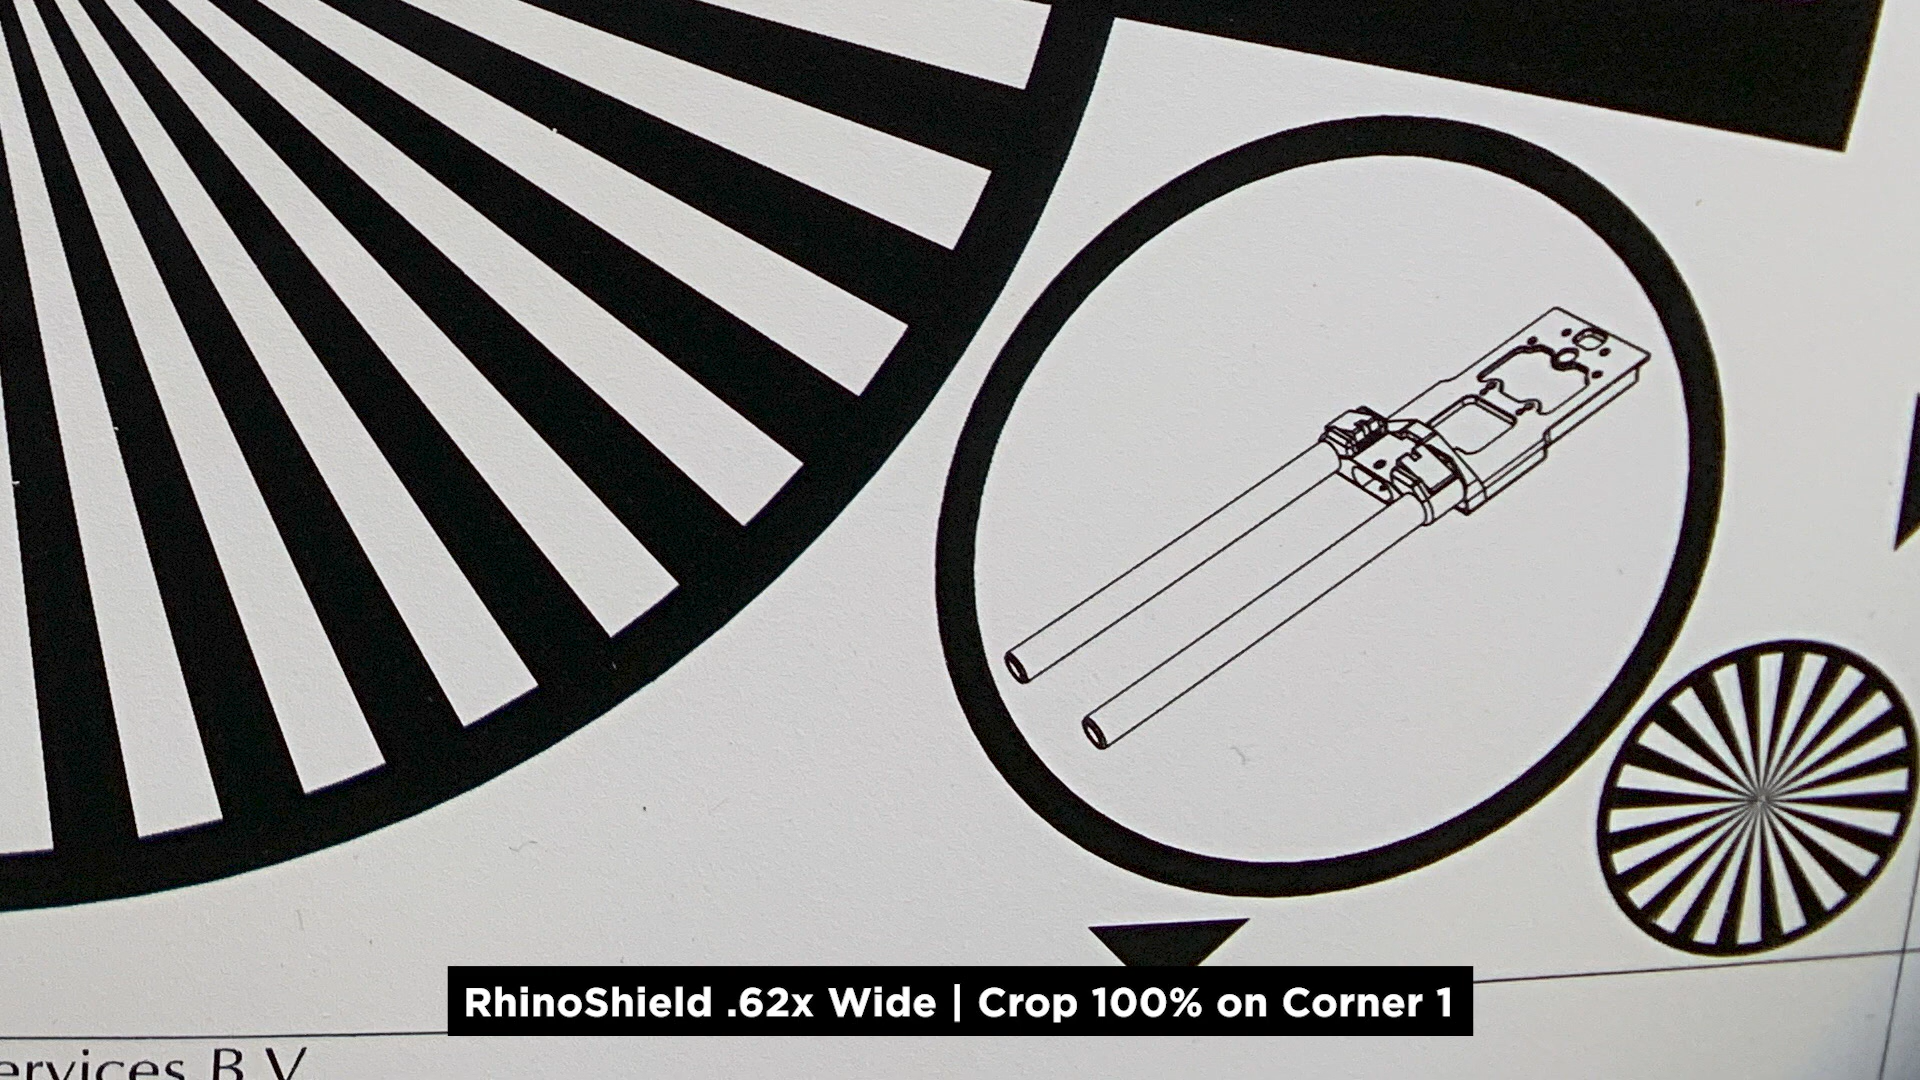 RhinoShield .62x Wide | Crop 100% on Corner 1
ervices B.V.